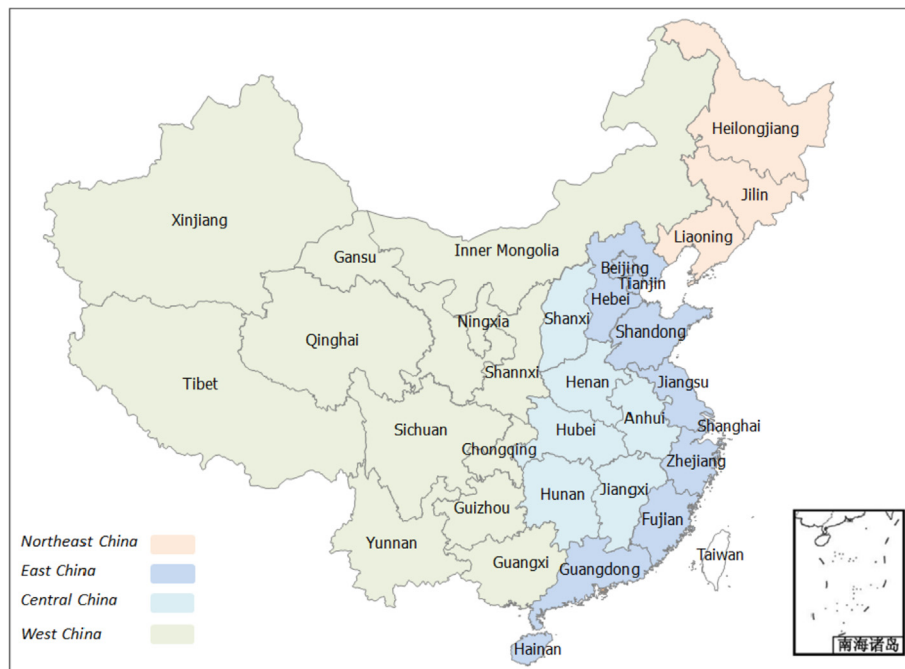 Heilongjiang
Jilin
Liaoning
Xinjiang
Gansu
Inner Mongolia
Beijing
Tianjin
Hebei
Shanxi
Ningxia
Shandong
Qinghai
Shannxi
Tibet
Henan
Jiangsu
Anhui
Shanghai
Sichuan
Hubei
Chongqing
Zhejiang
Hunan
Jiangxi
Guizhou
Fujian
Yunnan
Guangxi
Guangdong
Taiwan
Hainan
Northeast China
East China
Central China
West China
南海诸岛